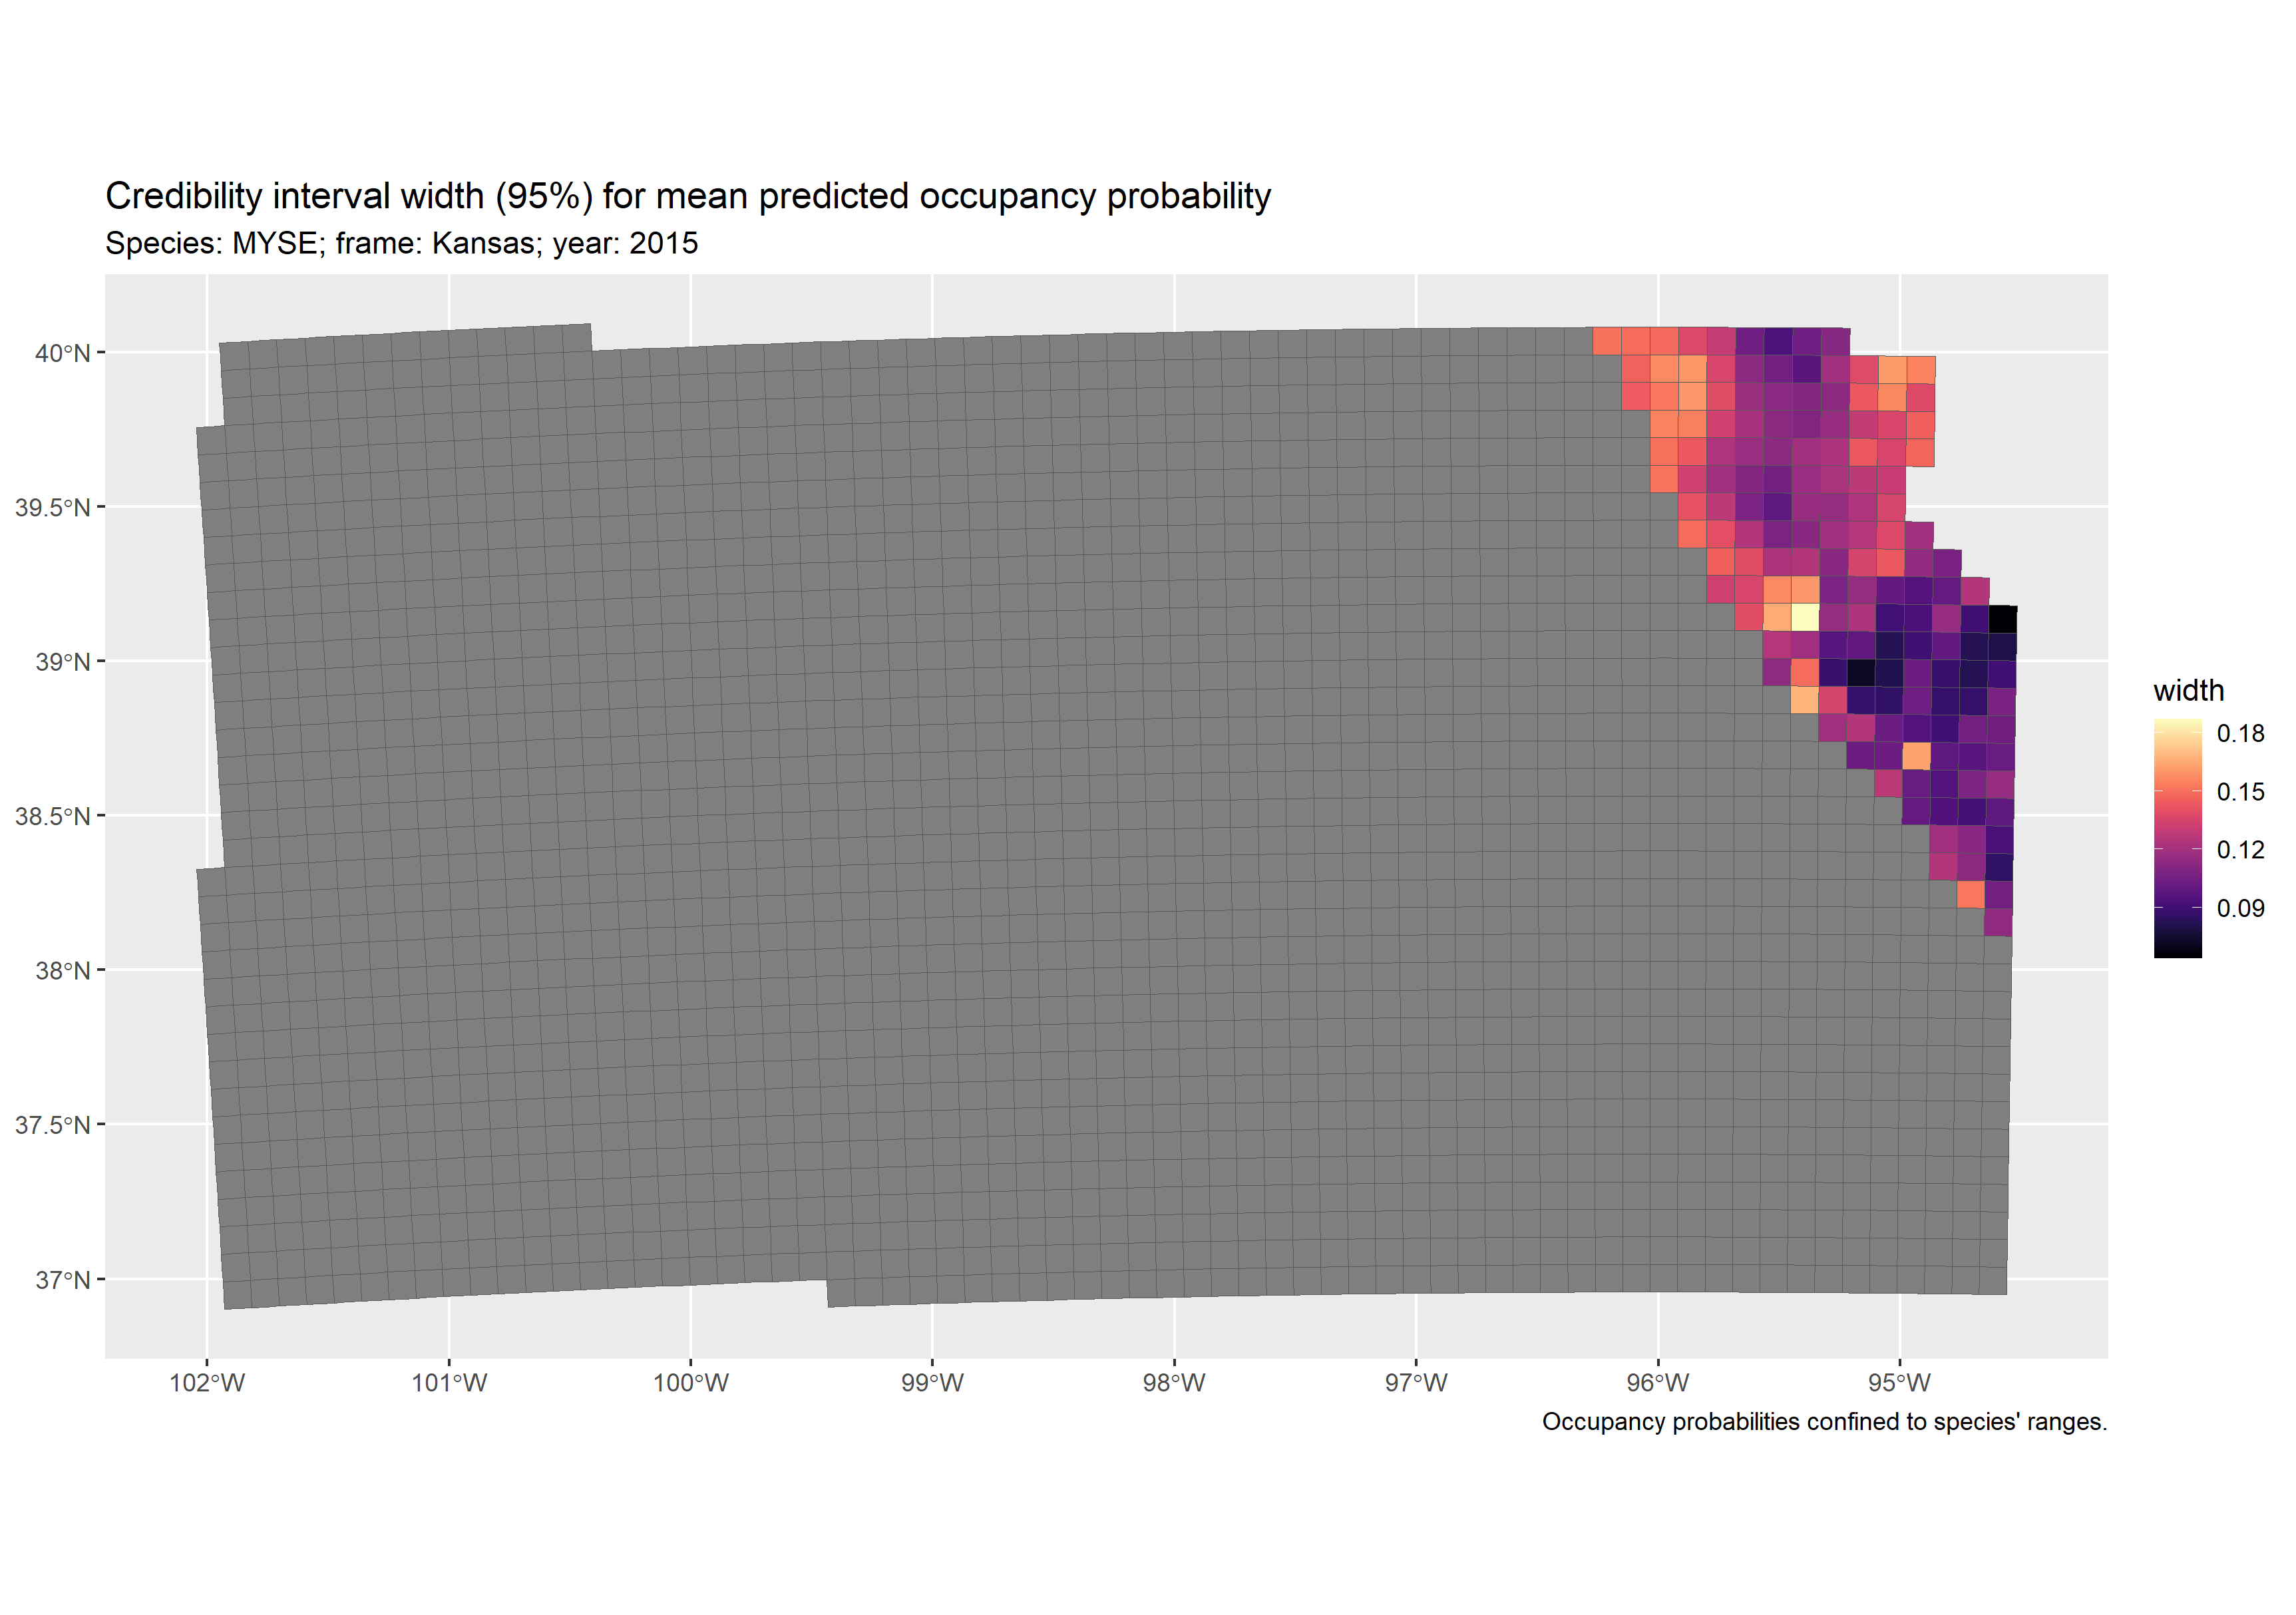 Credibility interval width (95%) for mean predicted occupancy probability
Species: MYSE; frame: Kansas; year: 2015
40°N
39.5°N
39°N
38.5°N
38°N
37.5°N
37°N
102°W
101°W
100°W
99°W
98°W
97°W
96°W
95°W
width
0.18
0.15
0.12
0.09
Occupancy probabilities confined to species' ranges.